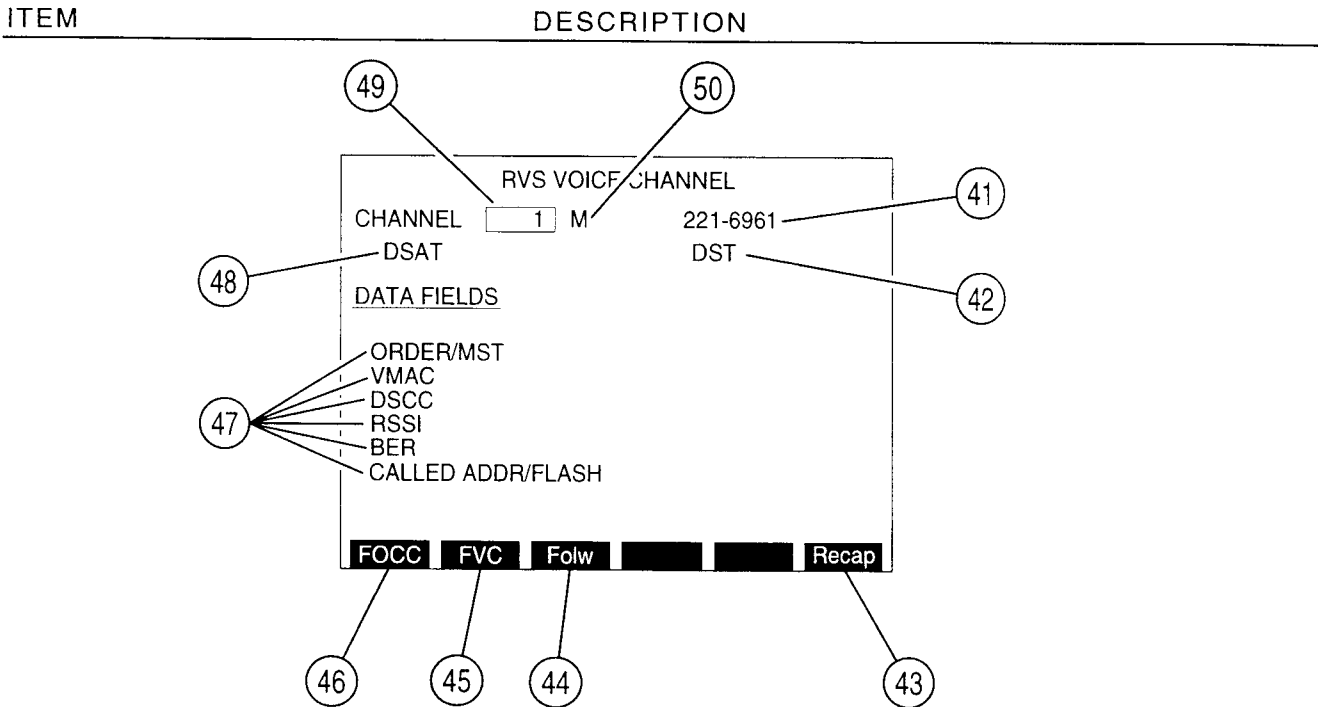 ITEM DESCRIPTION
49 50
RVS VOICE CHANNEL
41
CHANNEL 1 M 221-6961
DSAT DST
48 42
DATA FIELDS
ORDER/MST
VMAC
DSCC
47 RSSI
BER
CALLED ADDR/FLASH
FOCC FVC Folw Recap
46 45 44 43